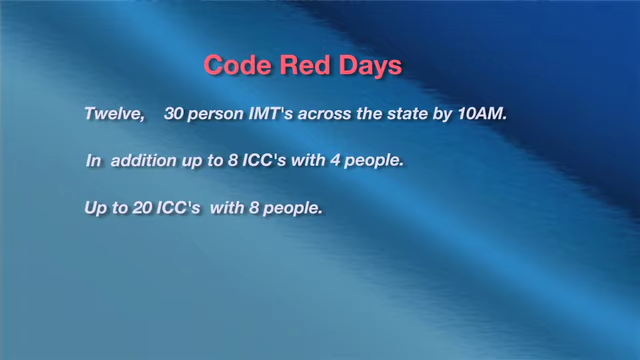 Code Red Days
Twelve, 30 person IMT's across the state by 10AM.
In addition up to 8 ICC's with 4 people.
Up to 20 ICC's with 8 people.